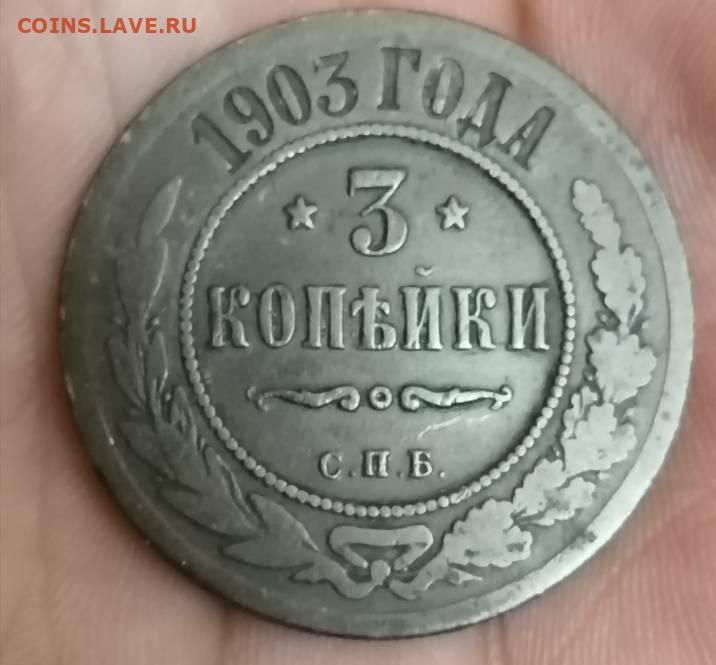 COINS.LAVE.RU
1903 ГОДА
3
КОПѢЙКИ
С.П.Б.